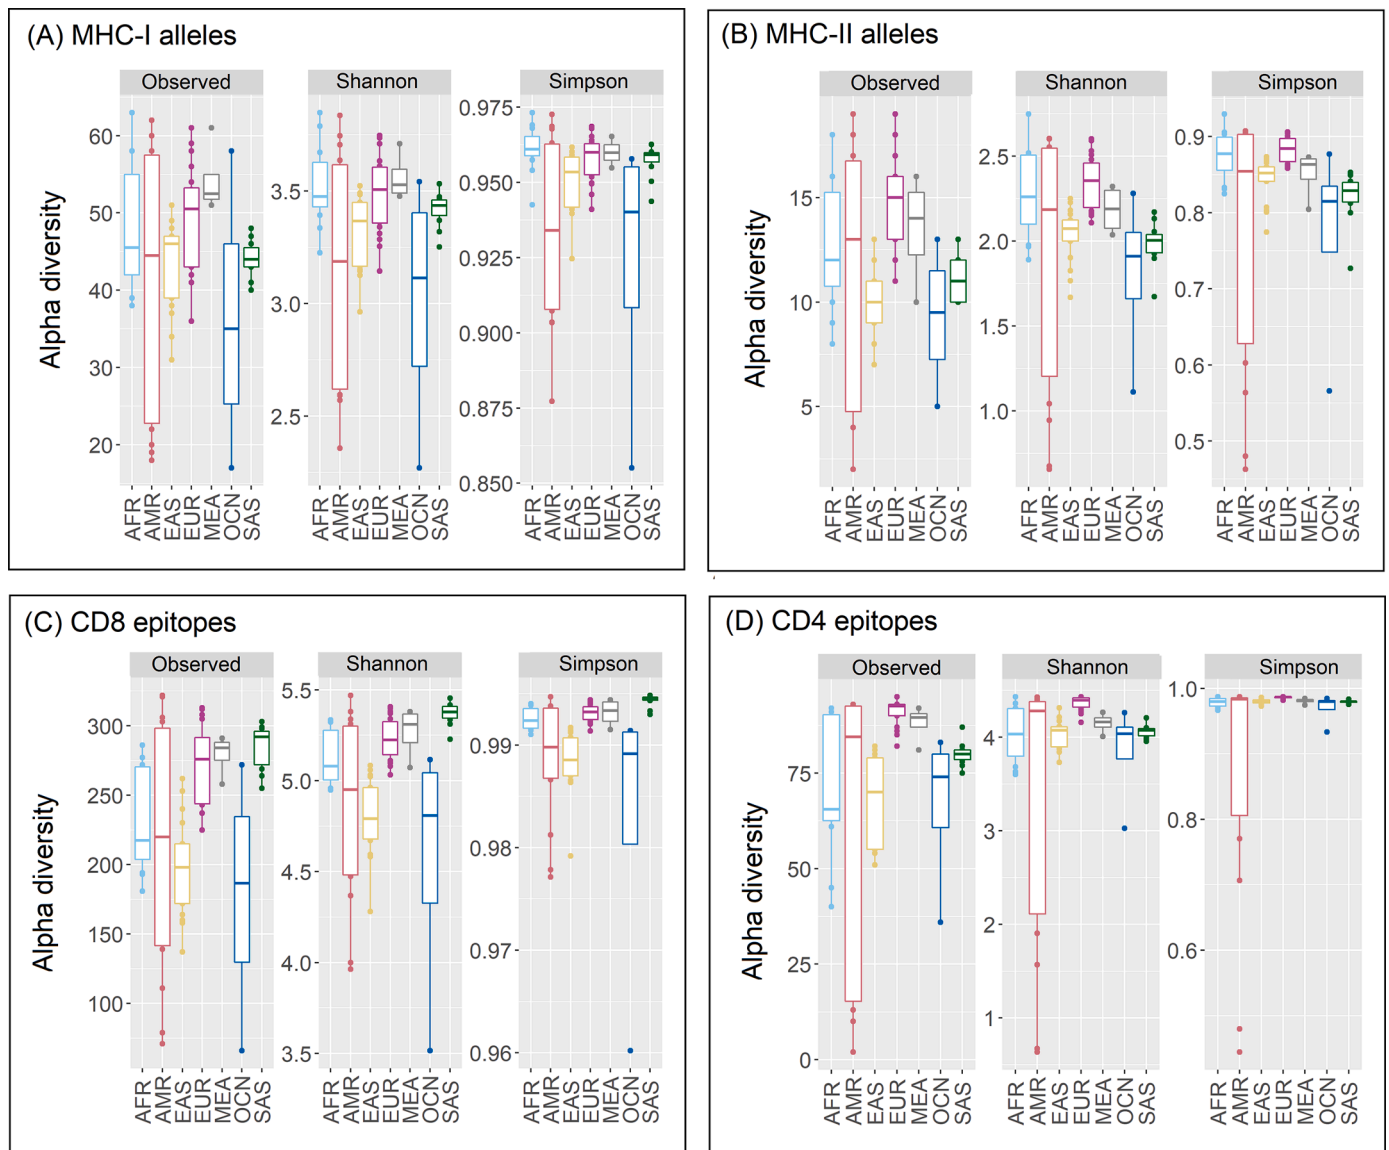 (A) MHC-I alleles
Observed
Shannon
Simpson
Alpha diversity
60
50
40
30
20
3.5
3.0
2.5
0.975
0.950
0.925
0.900
0.875
0.850
AFR AMR EAS EUR MEA OCN SAS
AFR AMR EAS EUR MEA OCN SAS
AFR AMR EAS EUR MEA OCN SAS
(B) MHC-II alleles
Observed
Shannon
Simpson
Alpha diversity
15
10
5
2.5
2.0
1.5
1.0
0.9
0.8
0.7
0.6
0.5
AFR AMR EAS EUR MEA OCN SAS
AFR AMR EAS EUR MEA OCN SAS
AFR AMR EAS EUR MEA OCN SAS
(C) CD8 epitopes
Observed
Shannon
Simpson
Alpha diversity
300
250
200
150
100
5.5
5.0
4.5
4.0
3.5
0.99
0.98
0.97
0.96
AFR AMR EAS EUR MEA OCN SAS
AFR AMR EAS EUR MEA OCN SAS
AFR AMR EAS EUR MEA OCN SAS
(D) CD4 epitopes
Observed
Shannon
Simpson
Alpha diversity
75
50
25
0
4
3
2
1
1.0
0.8
0.6
AFR AMR EAS EUR MEA OCN SAS
AFR AMR EAS EUR MEA OCN SAS
AFR AMR EAS EUR MEA OCN SAS